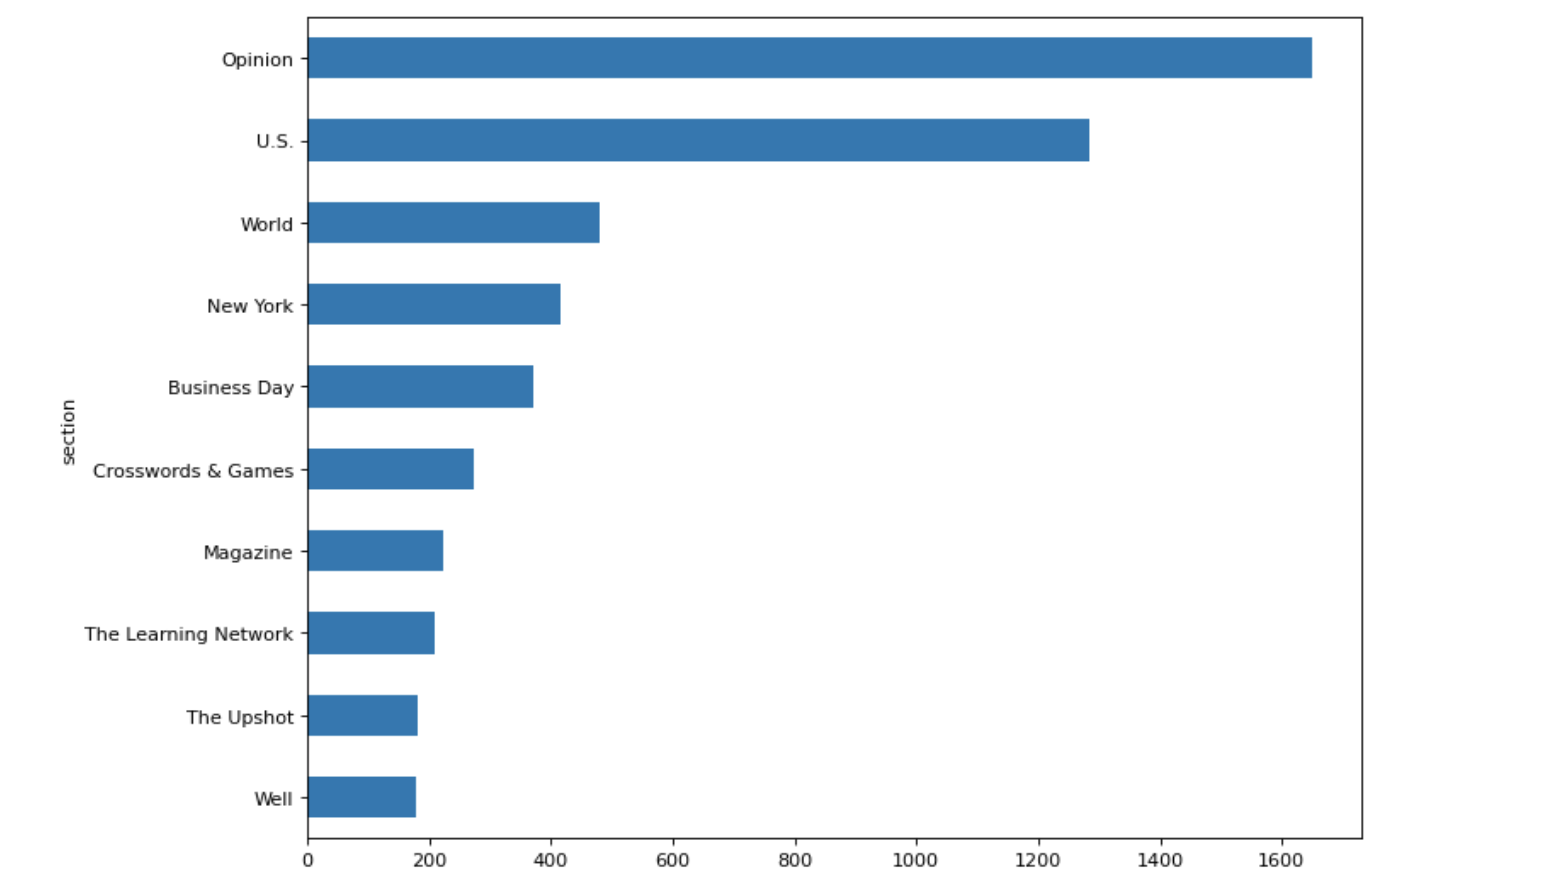 Opinion
U.S.
World
New York
Business Day
section
Crosswords & Games
Magazine
The Learning Network
The Upshot
Well
0 200 400 600 800 1000 1200 1400 1600